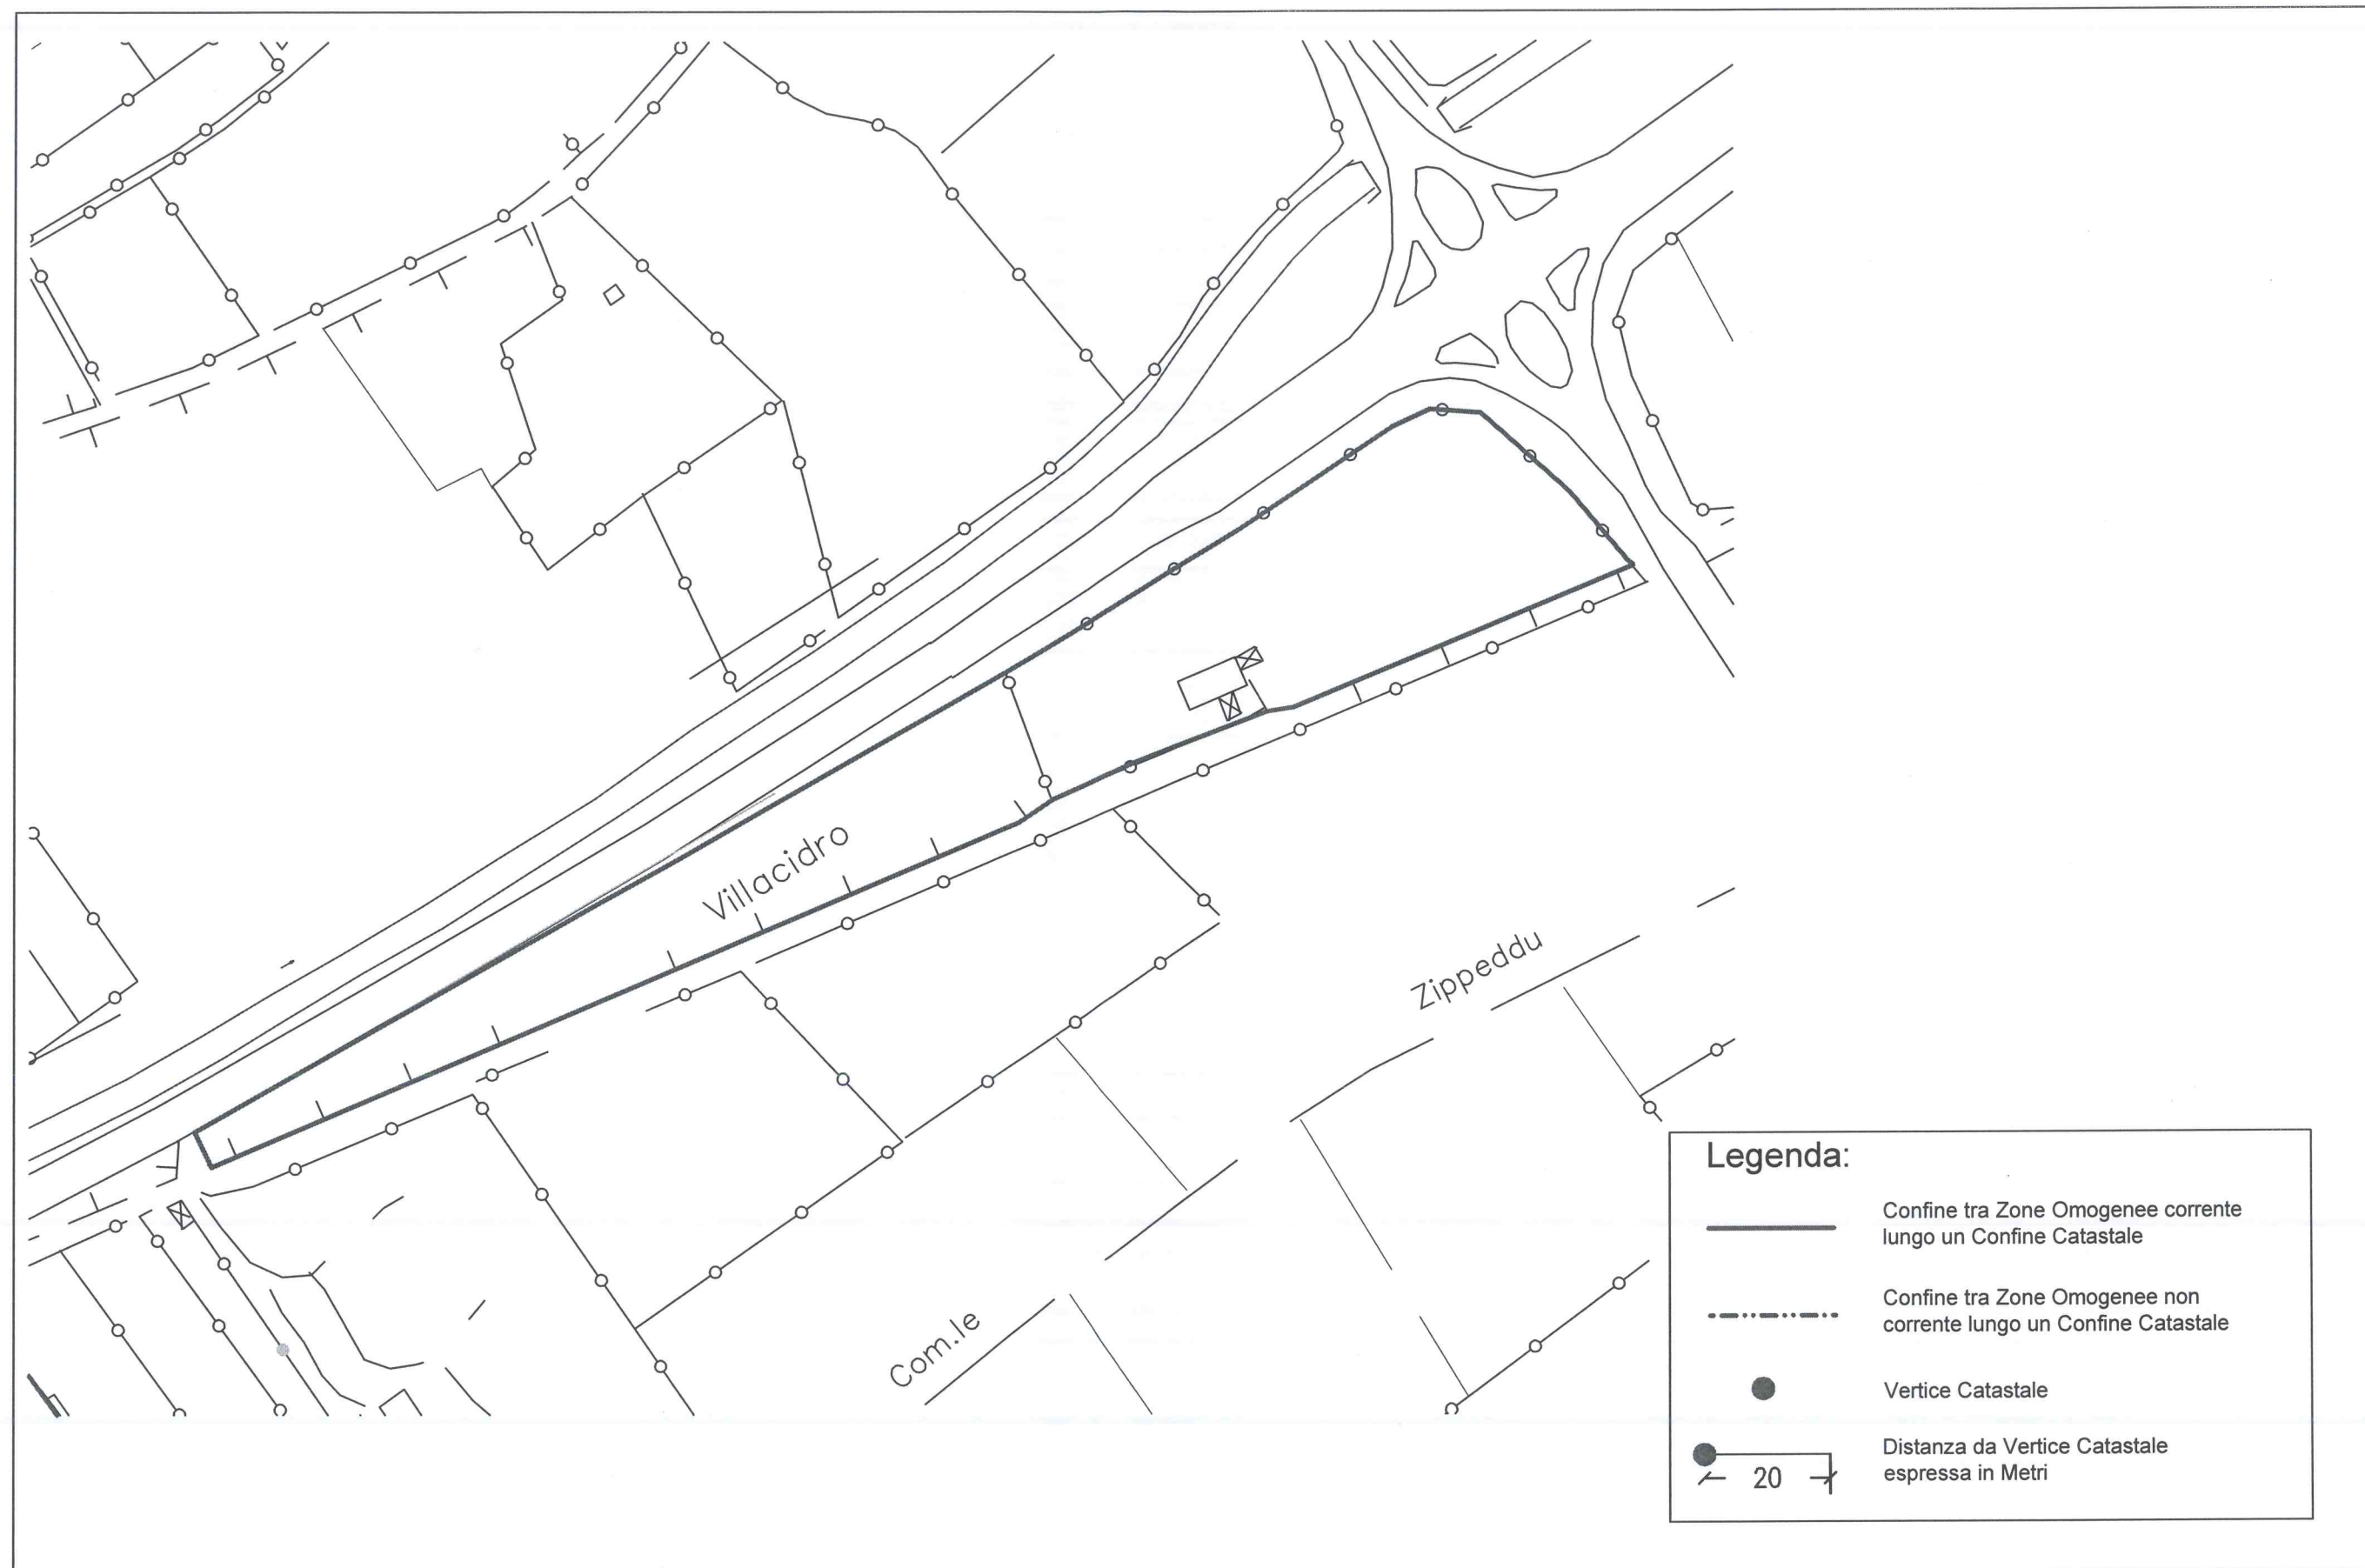 Villacidro
Zippeddu
Com.le
Legenda:
Confine tra Zone Omogenee corrente
lungo un Confine Catastale
Confine tra Zone Omogenee non
corrente lungo un Confine Catastale
Vertice Catastale
Distanza da Vertice Catastale
espressa in Metri
20